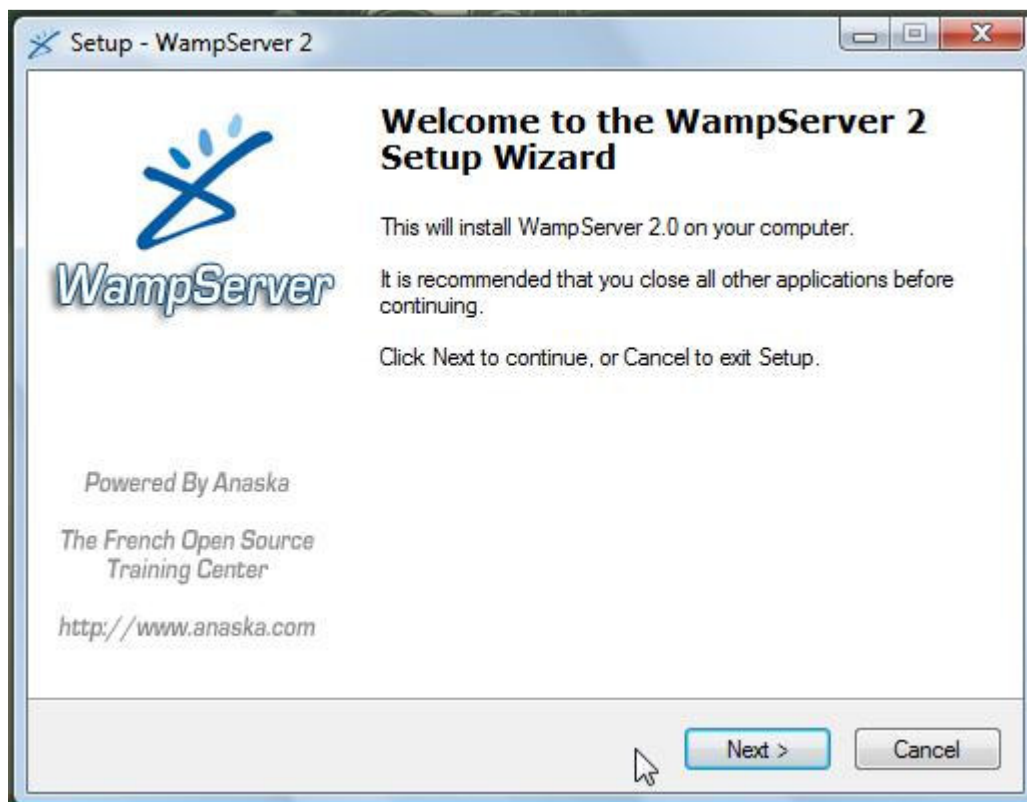 Setup - WampServer 2
Welcome to the WampServer 2
Setup Wizard
This will install WampServer 2.0 on your computer.
It is recommended that you close all other applications before
continuing.
Click Next to continue, or Cancel to exit Setup.
WampServer
Powered By Anaska
The French Open Source
Training Center
http://www.anaska.com
Next >
Cancel